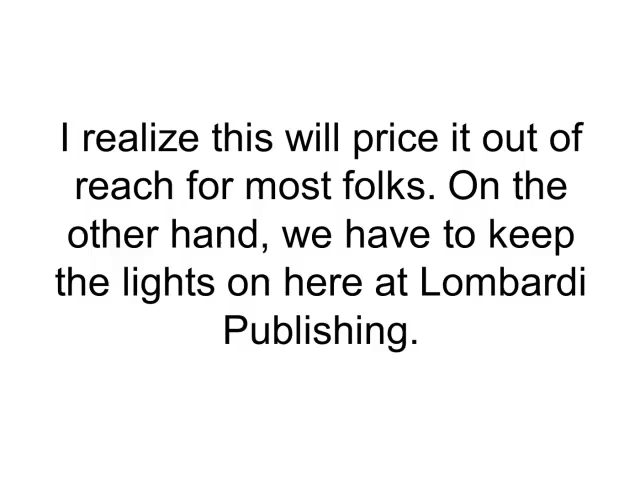 I realize this will price it out of
reach for most folks. On the
other hand, we have to keep
the lights on here at Lombardi
Publishing.